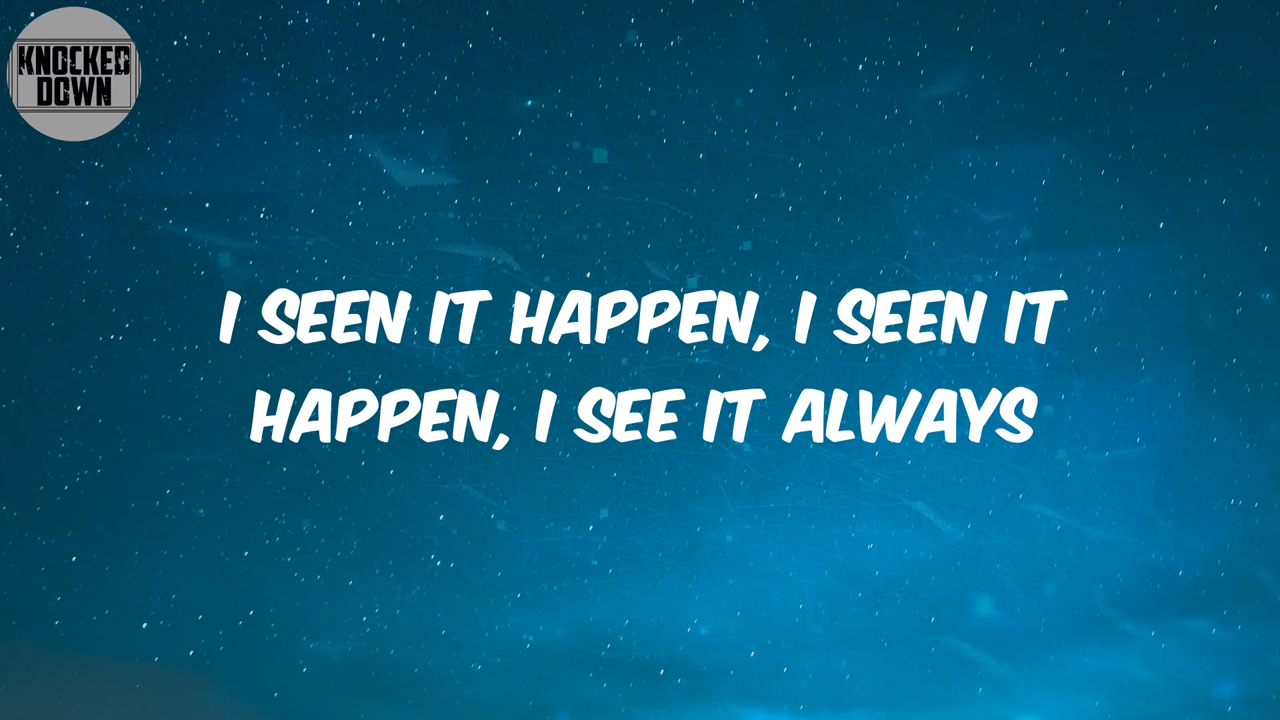 KNOCKED
DOWN
I SEEN IT HAPPEN, I SEEN IT
HAPPEN, I SEE IT ALWAYS